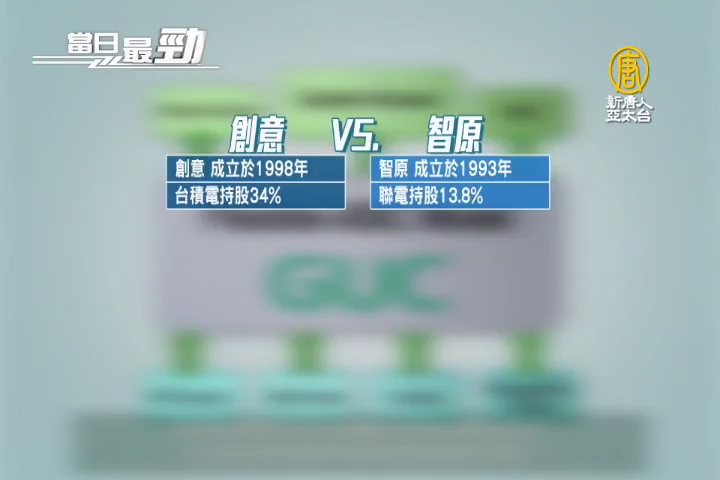 當日最勁
唐
新唐人
亞太台
創意 VS. 智原
創意 成立於1998年
智原 成立於1993年
台積電持股34%
聯電持股13.8%
GUC